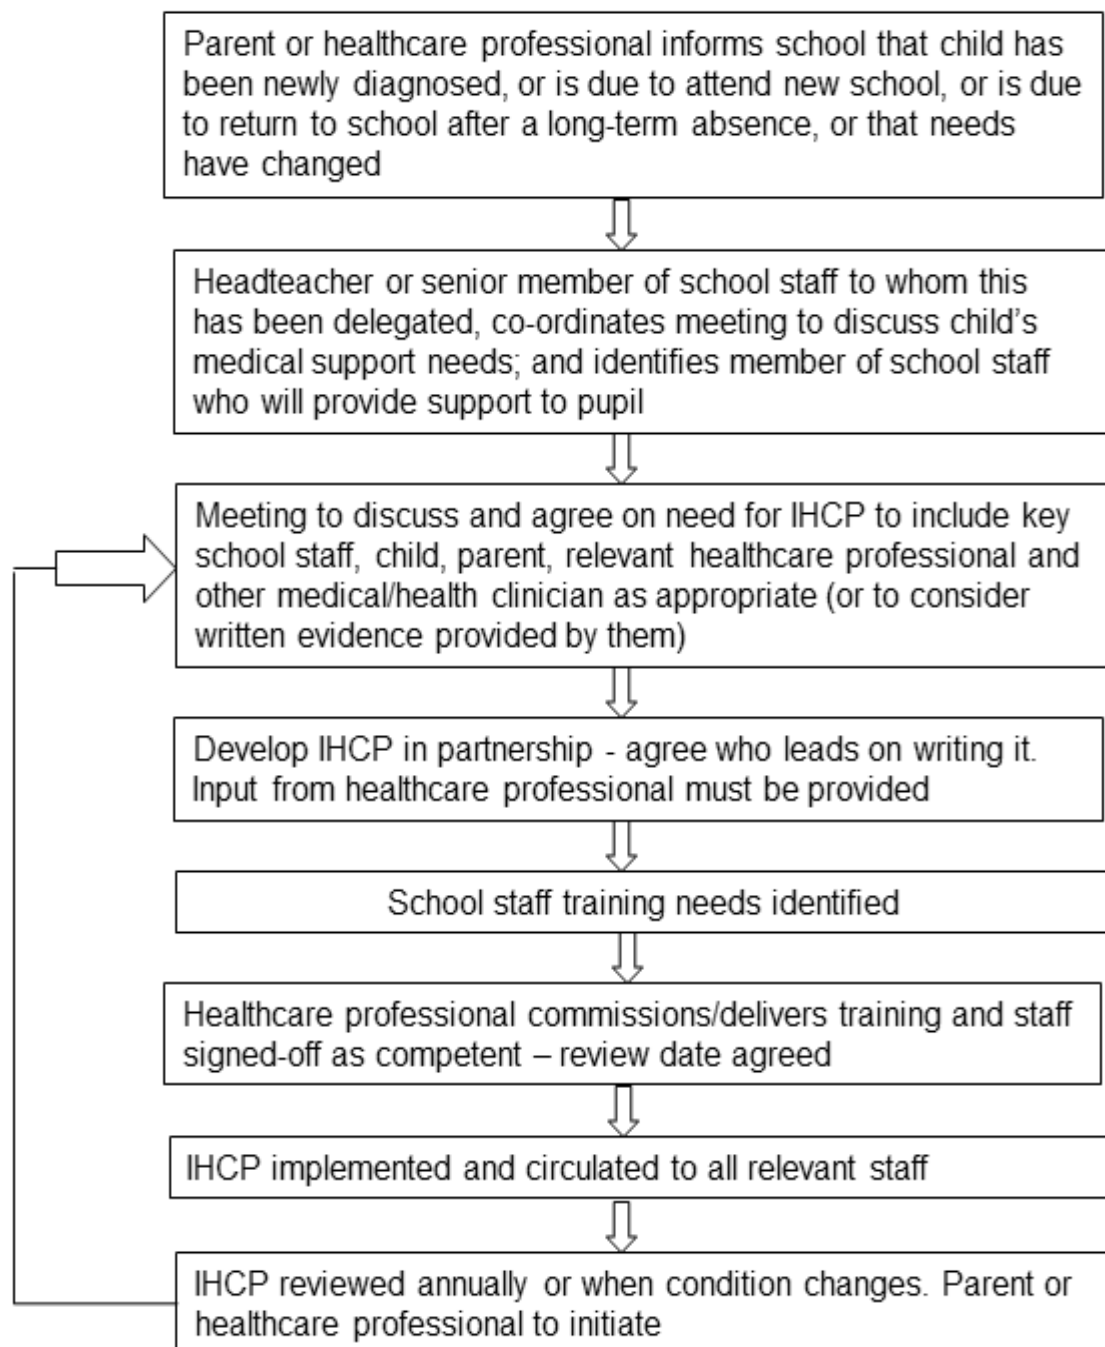 Parent or healthcare professional informs school that child has
been newly diagnosed, or is due to attend new school, or is due
to return to school after a long-term absence, or that needs
have changed
Headteacher or senior member of school staff to whom this
has been delegated, co-ordinates meeting to discuss child's
medical support needs; and identifies member of school staff
who will provide support to pupil
Meeting to discuss and agree on need for IHCP to include key
school staff, child, parent, relevant healthcare professional and
other medical/health clinician as appropriate (or to consider
written evidence provided by them)
Develop IHCP in partnership - agree who leads on writing it.
Input from healthcare professional must be provided
School staff training needs identified
Healthcare professional commissions/delivers training and staff
signed-off as competent – review date agreed
IHCP implemented and circulated to all relevant staff
IHCP reviewed annually or when condition changes. Parent or
healthcare professional to initiate